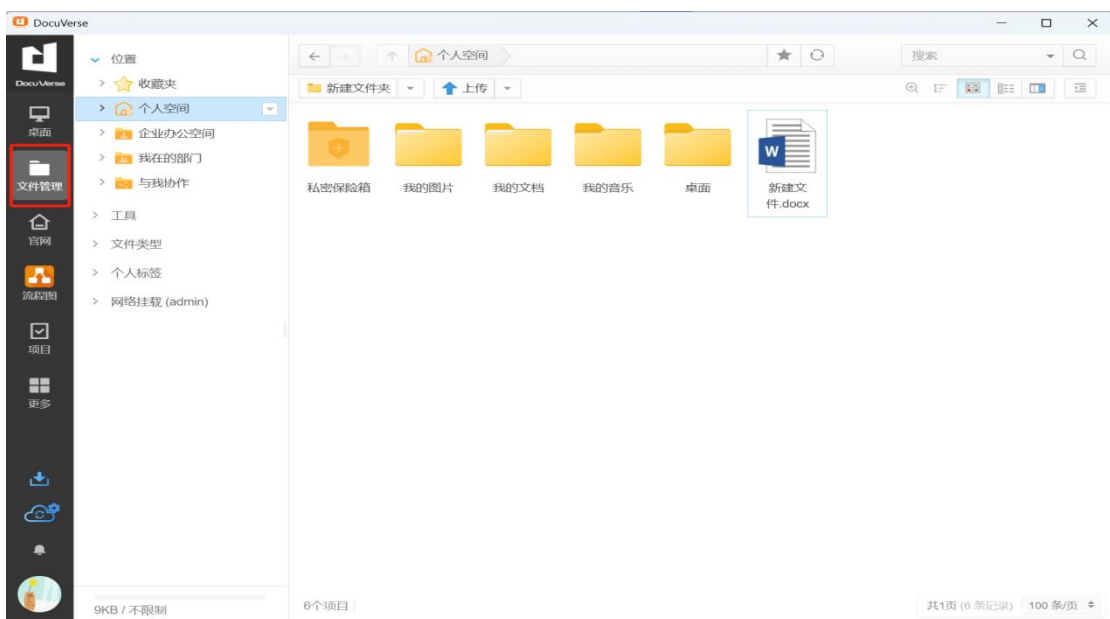 DocuVerse
DocuVerse
桌面
文件管理
官网
流程图
项目
更多
位置
收藏夹
个人空间
企业办公空间
我在的部门
与我协作
工具
文件类型
个人标签
网络挂载 (admin)
9KB / 不限制
个人空间
搜索
新建文件夹
上传
私密保险箱
我的图片
我的文档
我的音乐
桌面
W
新建文
件.docx
6个项目
共1页 (6 条记录)
100 条/页